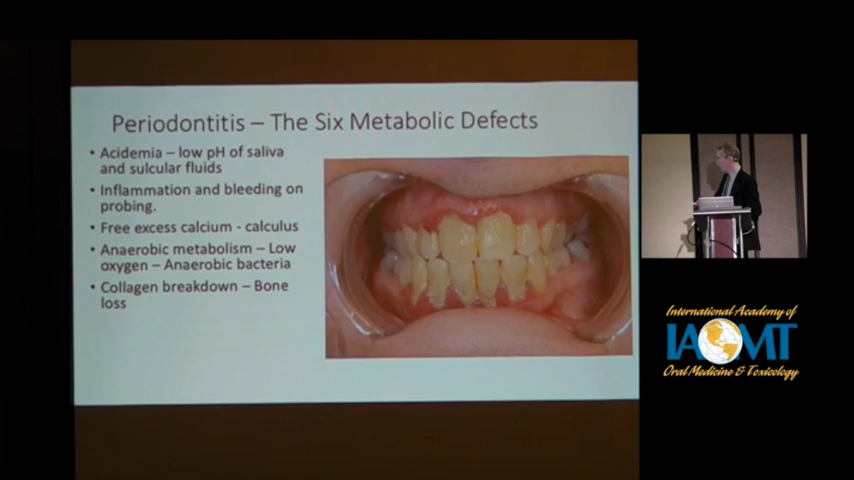 Periodontitis – The Six Metabolic Defects
• Acidemia – low pH of saliva
and sulcular fluids
• Inflammation and bleeding on
probing.
• Free excess calcium - calculus
• Anaerobic metabolism – Low
oxygen – Anaerobic bacteria
• Collagen breakdown – Bone
loss
International Academy of
IAOMT
Oral Medicine & Toxicology